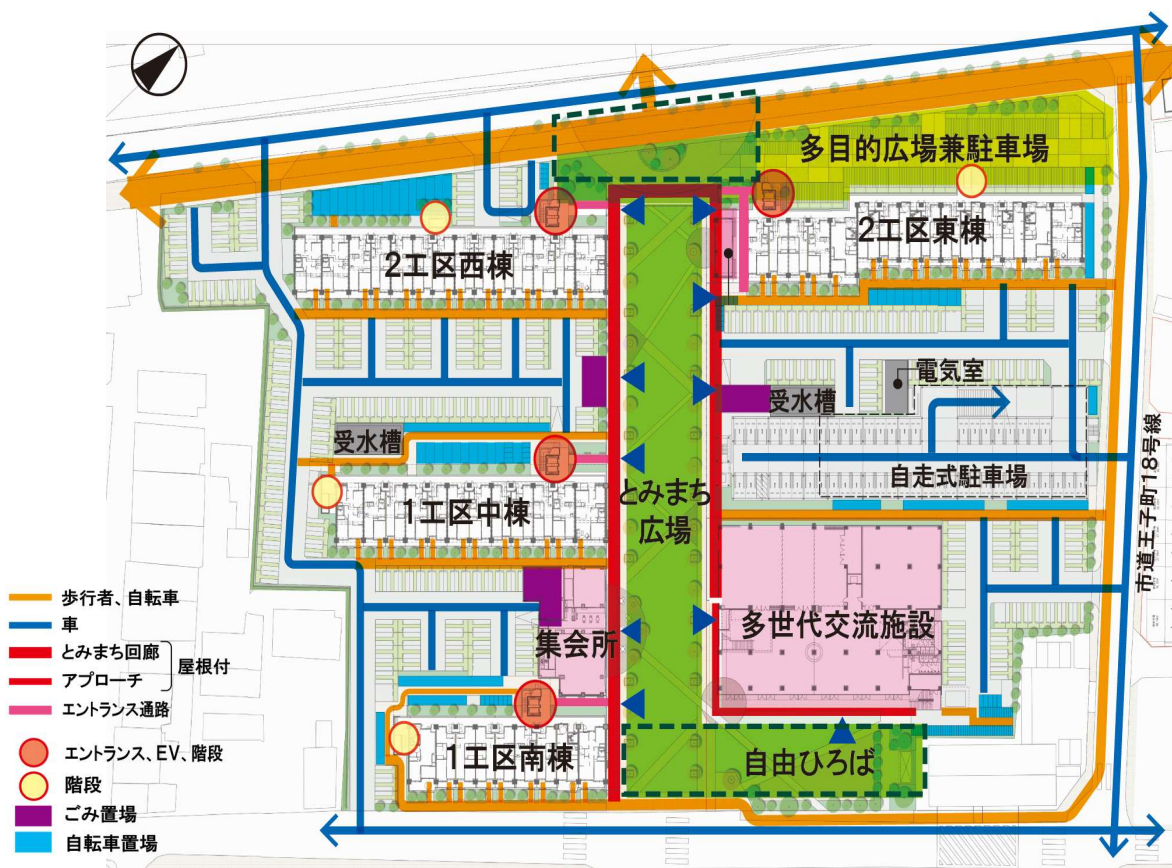 多目的広場兼駐車場
2工区西棟
2工区東棟
電気室
受水槽
受水槽
自走式駐車場
市道王子町18号線
とみまち
広場
1工区中棟
集会所
多世代交流施設
1工区南棟
自由ひろば
歩行者、自転車
車
とみまち回廊
アプローチ
屋根付
エントランス通路
エントランス、EV、階段
階段
ごみ置場
自転車置場